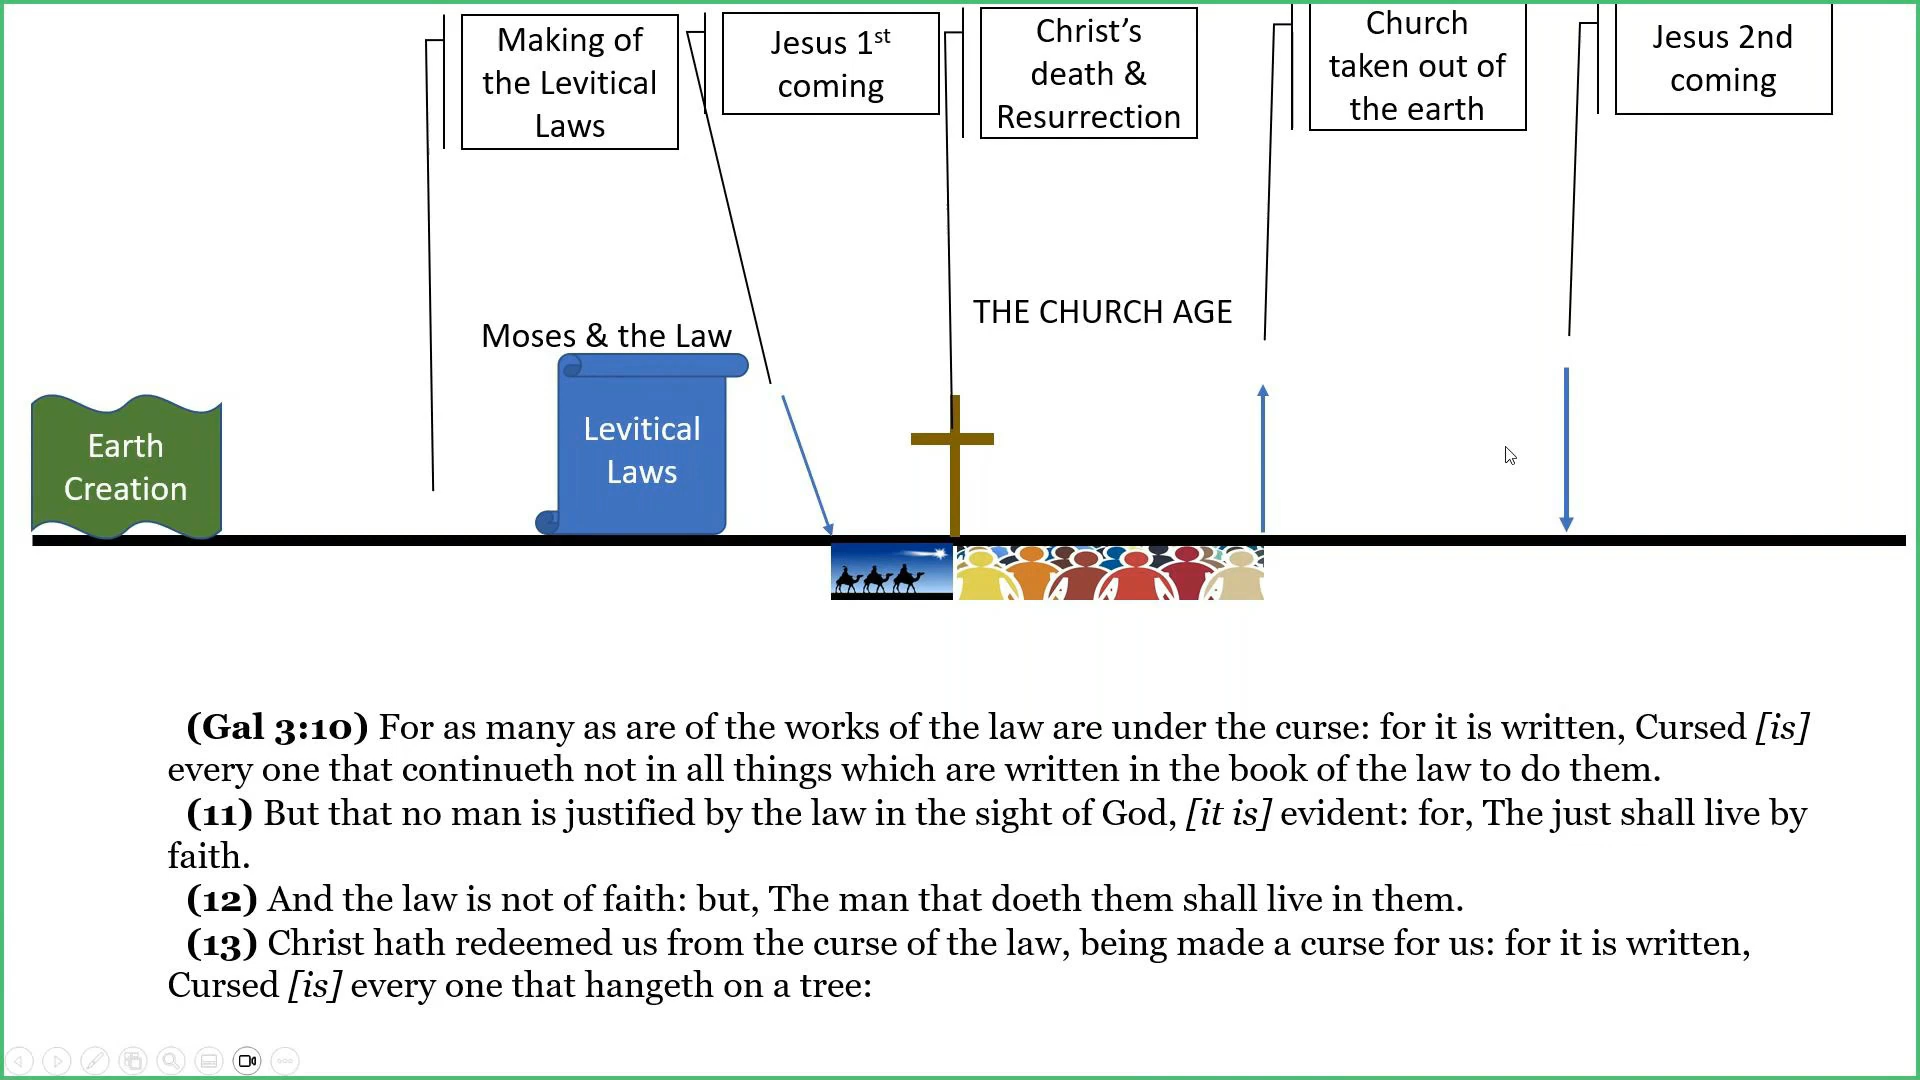 Making of
the Levitical
Laws
Jesus 1st
coming
Christ’s
death &
Resurrection
Church
taken out of
the earth
Jesus 2nd
coming
THE CHURCH AGE
Moses & the Law
Levitical
Laws
Earth
Creation
(Gal 3:10) For as many as are of the works of the law are under the curse: for it is written, Cursed [is]
every one that continueth not in all things which are written in the book of the law to do them.
(11) But that no man is justified by the law in the sight of God, [it is] evident: for, The just shall live by
faith.
(12) And the law is not of faith: but, The man that doeth them shall live in them.
(13) Christ hath redeemed us from the curse of the law, being made a curse for us: for it is written,
Cursed [is] every one that hangeth on a tree: